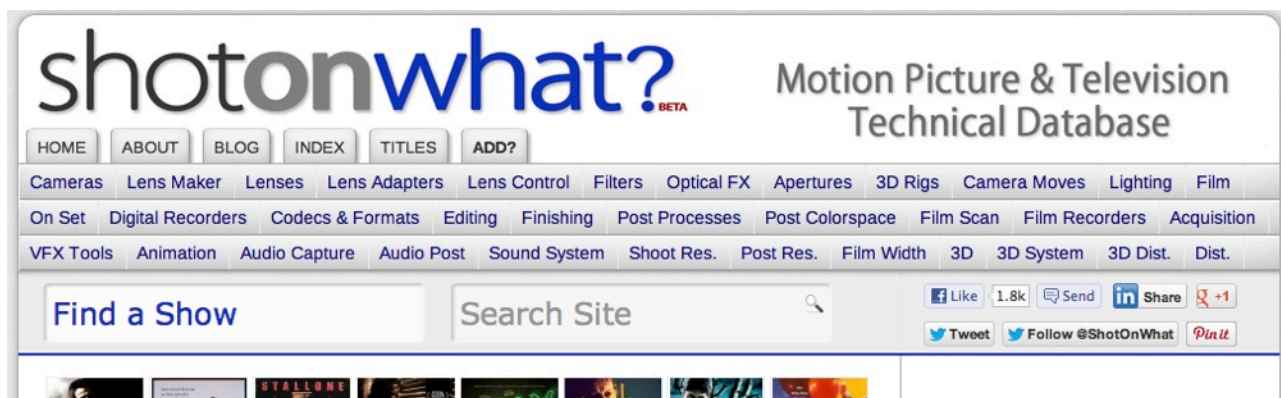 shotonwhat?
BETA
Motion Picture & Television
Technical Database
HOME ABOUT BLOG INDEX TITLES ADD?
Cameras Lens Maker Lenses Lens Adapters Lens Control Filters Optical FX Apertures 3D Rigs Camera Moves Lighting Film
On Set Digital Recorders Codecs & Formats Editing Finishing Post Processes Post Colorspace Film Scan Film Recorders Acquisition
VFX Tools Animation Audio Capture Audio Post Sound System Shoot Res. Post Res. Film Width 3D 3D System 3D Dist. Dist.
Find a Show
Search Site
Like 1.8k Send in Share g +1
Tweet Follow @ShotOnWhat Pin it
STALLONE